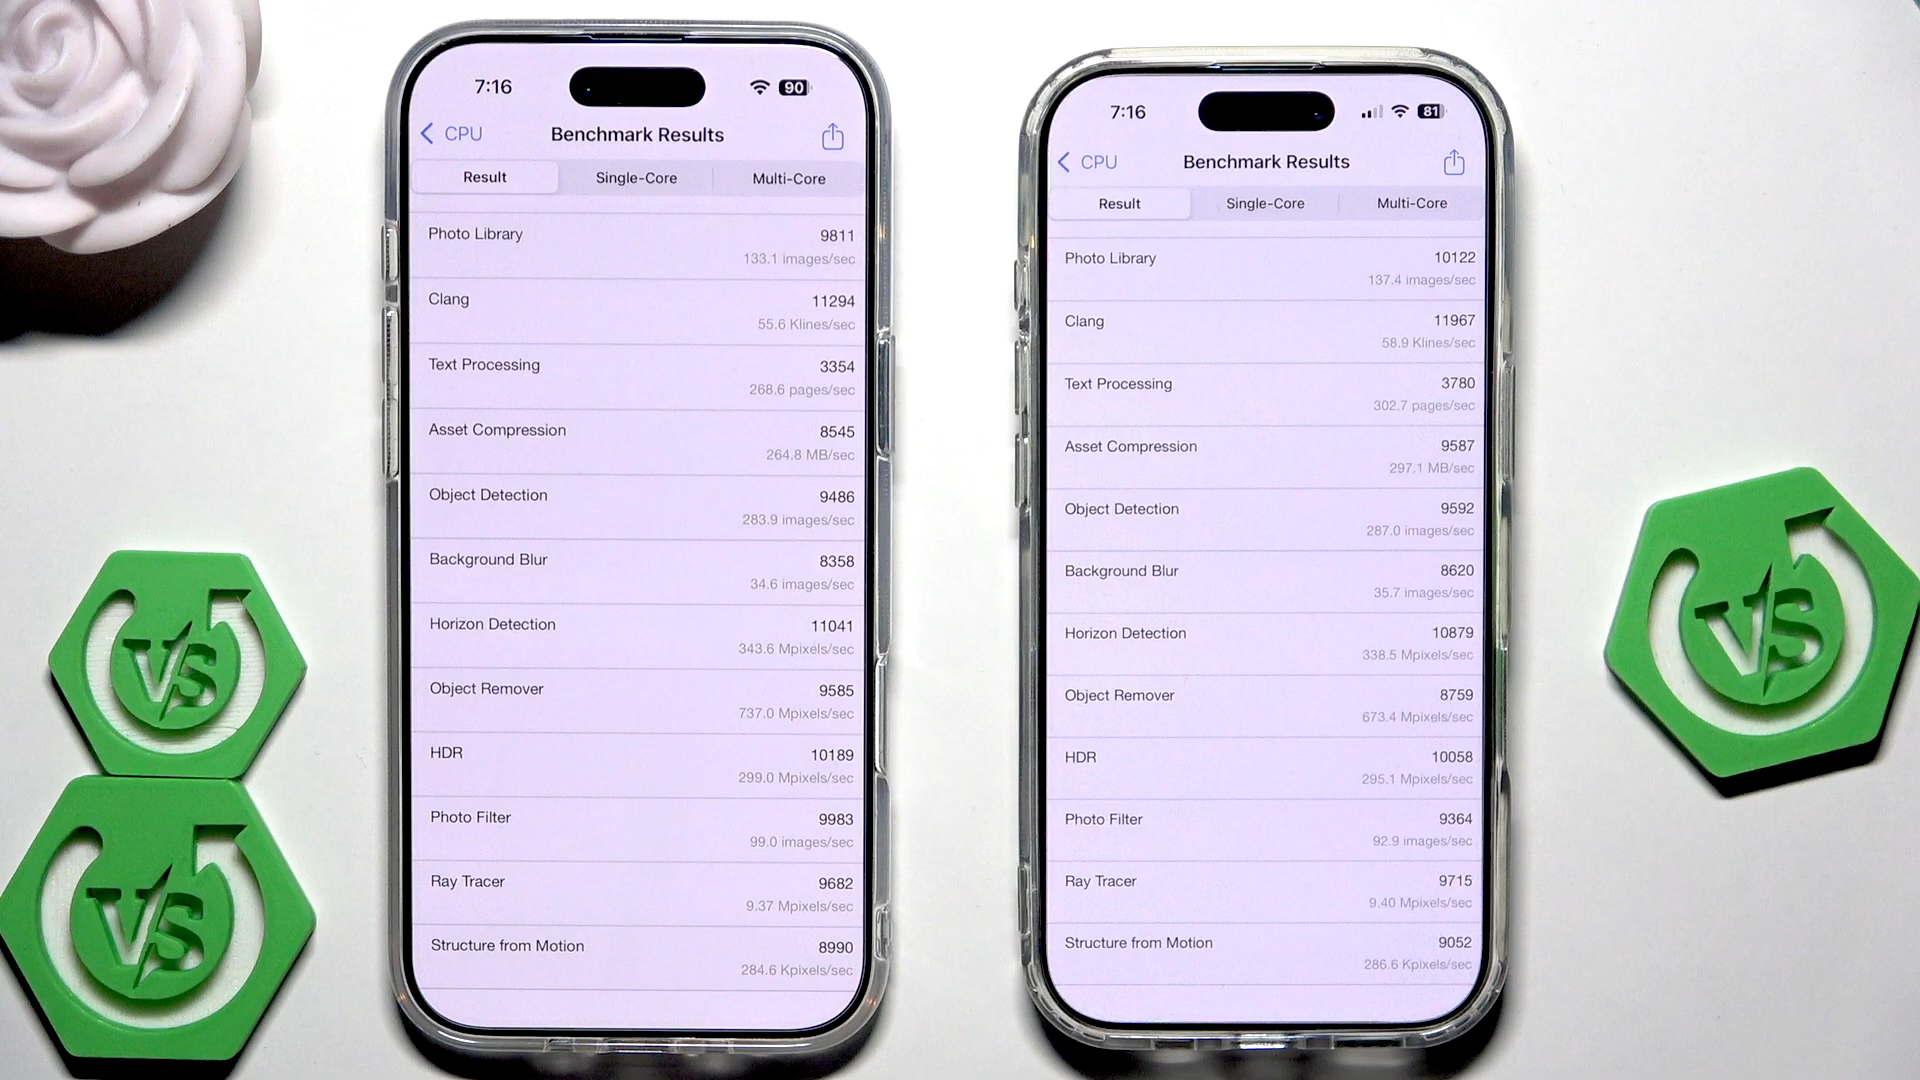 7:16
90
CPU
Benchmark Results
Result
Single-Core
Multi-Core
Photo Library
9811
133.1 images/sec
Clang
11294
55.6 Klines/sec
Text Processing
3354
268.6 pages/sec
Asset Compression
8545
264.8 MB/sec
Object Detection
9486
283.9 images/sec
Background Blur
8358
34.6 images/sec
Horizon Detection
11041
343.6 Mpixels/sec
Object Remover
9585
737.0 Mpixels/sec
HDR
10189
299.0 Mpixels/sec
Photo Filter
9983
99.0 images/sec
Ray Tracer
9682
9.37 Mpixels/sec
Structure from Motion
8990
284.6 Kpixels/sec
7:16
81
CPU
Benchmark Results
Result
Single-Core
Multi-Core
Photo Library
10122
137.4 images/sec
Clang
11967
58.9 Klines/sec
Text Processing
3780
302.7 pages/sec
Asset Compression
9587
297.1 MB/sec
Object Detection
9592
287.0 images/sec
Background Blur
8620
35.7 images/sec
Horizon Detection
10879
338.5 Mpixels/sec
Object Remover
8759
673.4 Mpixels/sec
HDR
10058
295.1 Mpixels/sec
Photo Filter
9364
92.9 images/sec
Ray Tracer
9715
9.40 Mpixels/sec
Structure from Motion
9052
286.6 Kpixels/sec
VS
VS
VS